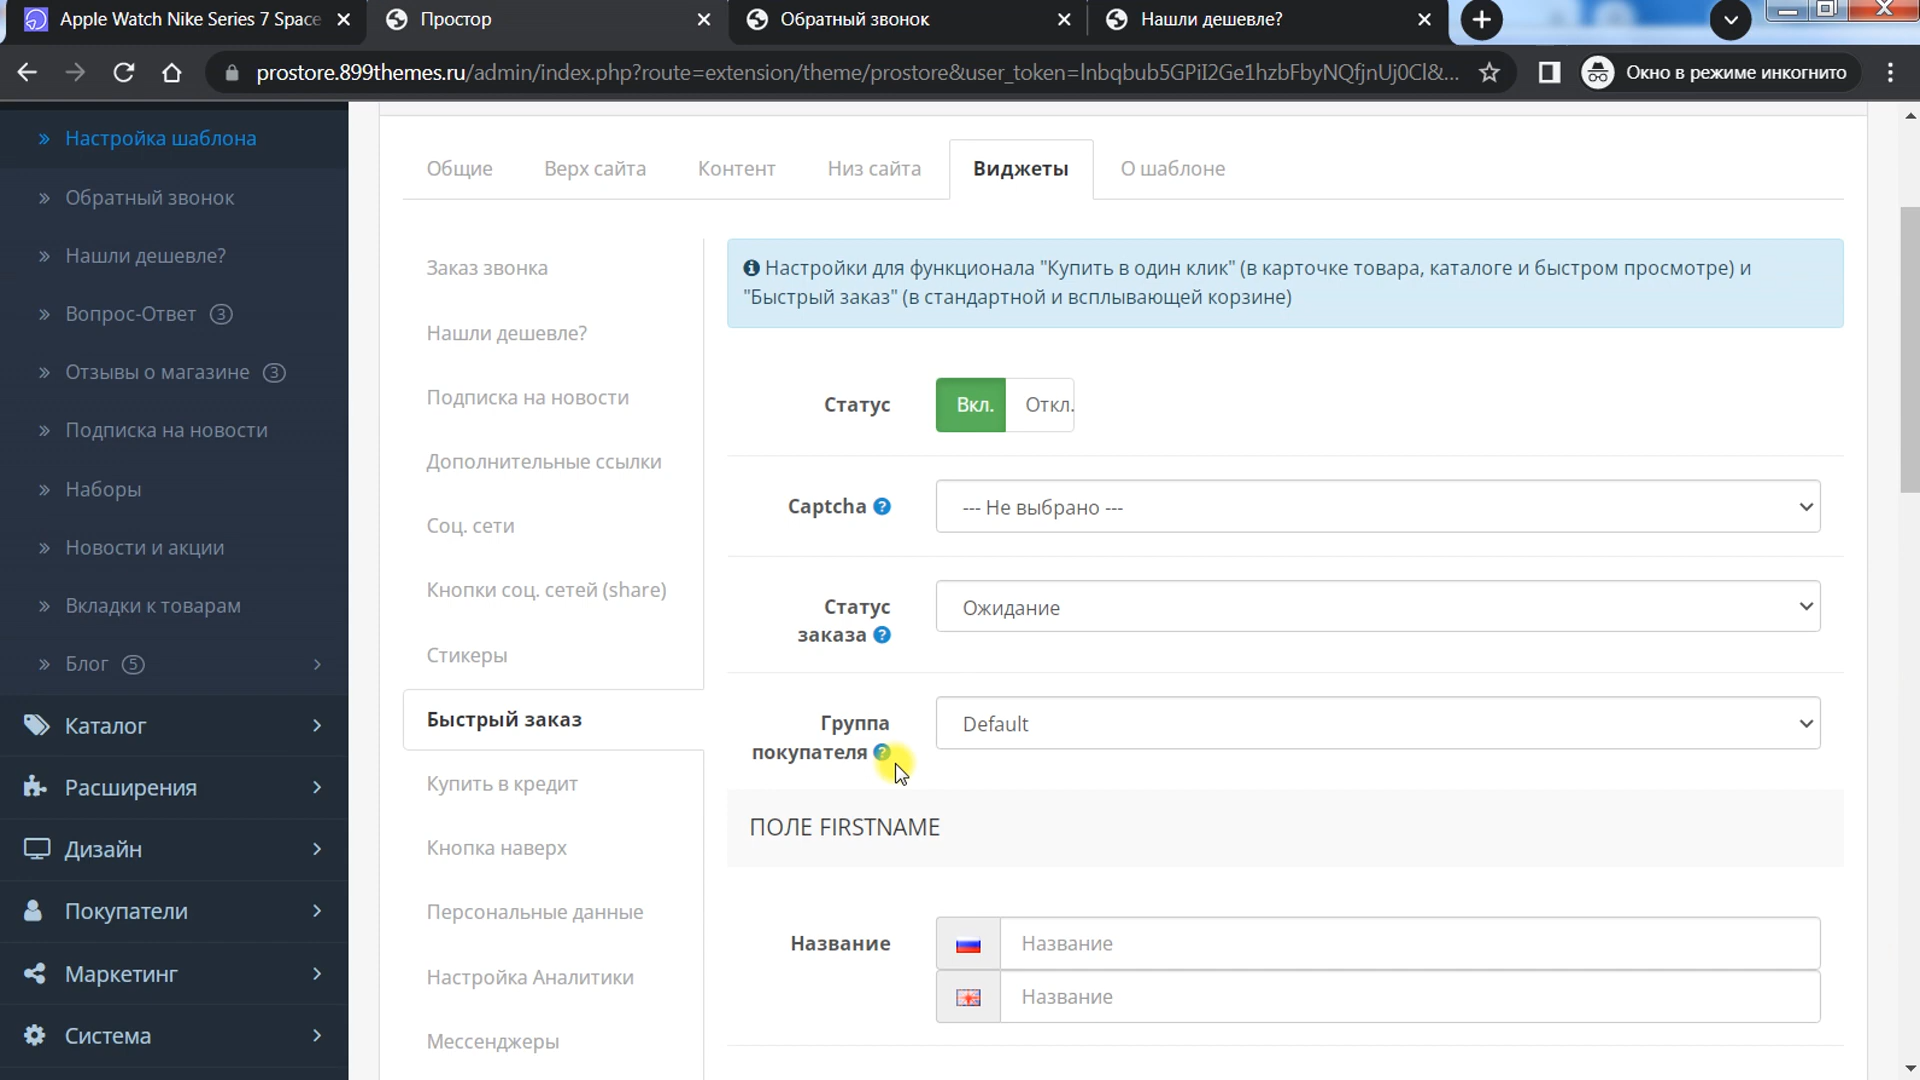 Apple Watch Nike Series 7 Space
Простор
Обратный звонок
Нашли дешевле?
prostore.899themes.ru/admin/index.php?route=extension/theme/prostore&user_token=lnbqbub5GPiI2Ge1hzbFbyNQfjnUj0Cl&...
Окно в режиме инкогнито
Настройка шаблона
Обратный звонок
Нашли дешевле?
Вопрос-Ответ 3
Отзывы о магазине 3
Подписка на новости
Наборы
Новости и акции
Вкладки к товарам
Блог 5
Каталог
Расширения
Дизайн
Покупатели
Маркетинг
Система
Общие
Верх сайта
Контент
Низ сайта
Виджеты
О шаблоне
Заказ звонка
Нашли дешевле?
Подписка на новости
Дополнительные ссылки
Соц. сети
Кнопки соц. сетей (share)
Стикеры
Быстрый заказ
Купить в кредит
Кнопка наверх
Персональные данные
Настройка Аналитики
Мессенджеры
Настройки для функционала "Купить в один клик" (в карточке товара, каталоге и быстром просмотре) и
"Быстрый заказ" (в стандартной и всплывающей корзине)
Статус
Вкл.
Откл.
Captcha ?
--- Не выбрано ---
Статус
заказа ?
Ожидание
Группа
покупателя ?
Default
ПОЛЕ FIRSTNAME
Название
Название
Название